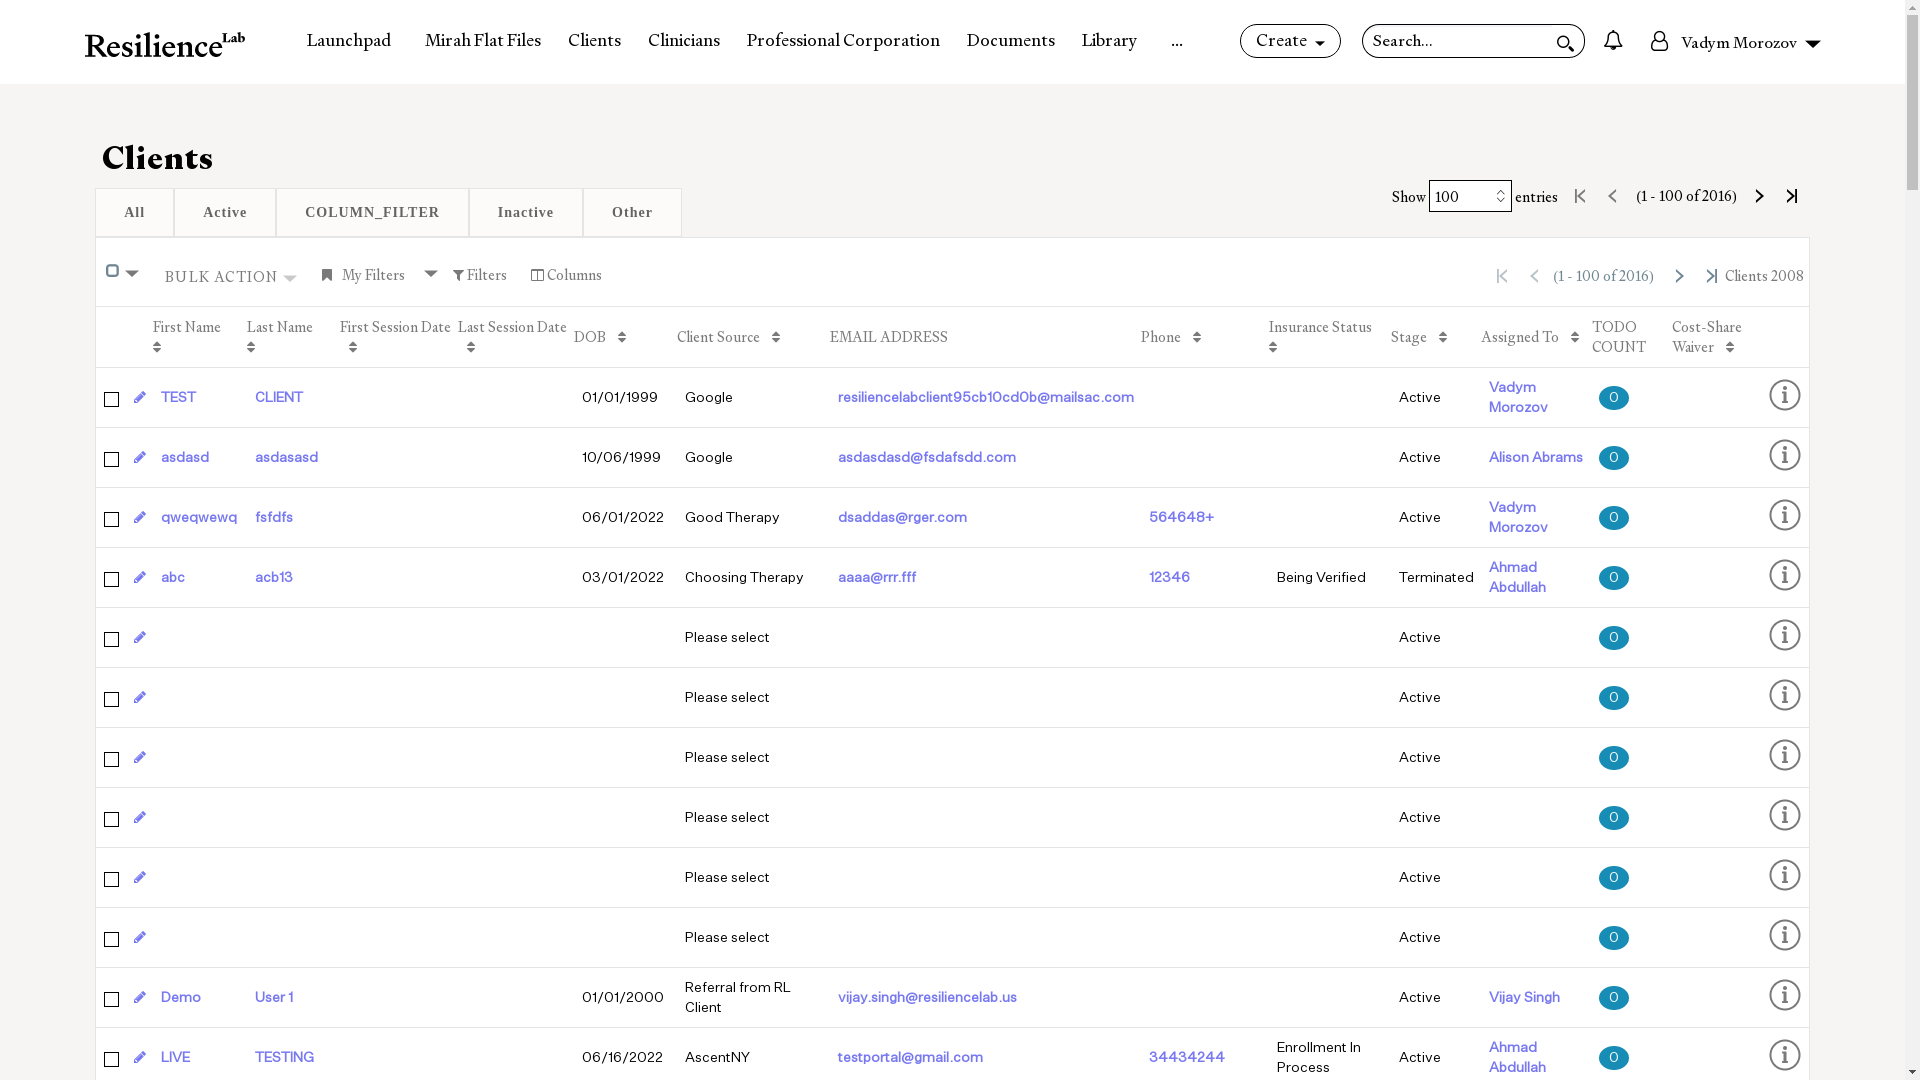 Resilience Lab Launchpad Mirah Flat Files Clients Clinicians Professional Corporation Documents Library ... Create Search... Vadym Morozov
Clients
All Active COLUMN_FILTER Inactive Other Show 100 entries (1 - 100 of 2016)
BULK ACTION My Filters Filters Columns (1 - 100 of 2016) Clients 2008
First Name Last Name First Session Date Last Session Date DOB Client Source EMAIL ADDRESS Phone Insurance Status Stage Assigned To TODO COUNT Cost-Share Waiver
TEST CLIENT 01/01/1999 Google resiliencelabclient95cb10cd0b@mailsac.com Active Vadym Morozov 0
asdasd asdasasd 10/06/1999 Google asdasdasd@fsdafsdd.com Active Alison Abrams 0
qweqwewq fsfdfs 06/01/2022 Good Therapy dsaddas@rger.com 564648+ Active Vadym Morozov 0
abc acb13 03/01/2022 Choosing Therapy aaaa@rrr.fff 12346 Being Verified Terminated Ahmad Abdullah 0
Please select Active 0
Please select Active 0
Please select Active 0
Please select Active 0
Please select Active 0
Please select Active 0
Demo User 1 01/01/2000 Referral from RL Client vijay.singh@resiliencelab.us Active Vijay Singh 0
LIVE TESTING 06/16/2022 AscentNY testportal@gmail.com 34434244 Enrollment In Process Active Ahmad Abdullah 0